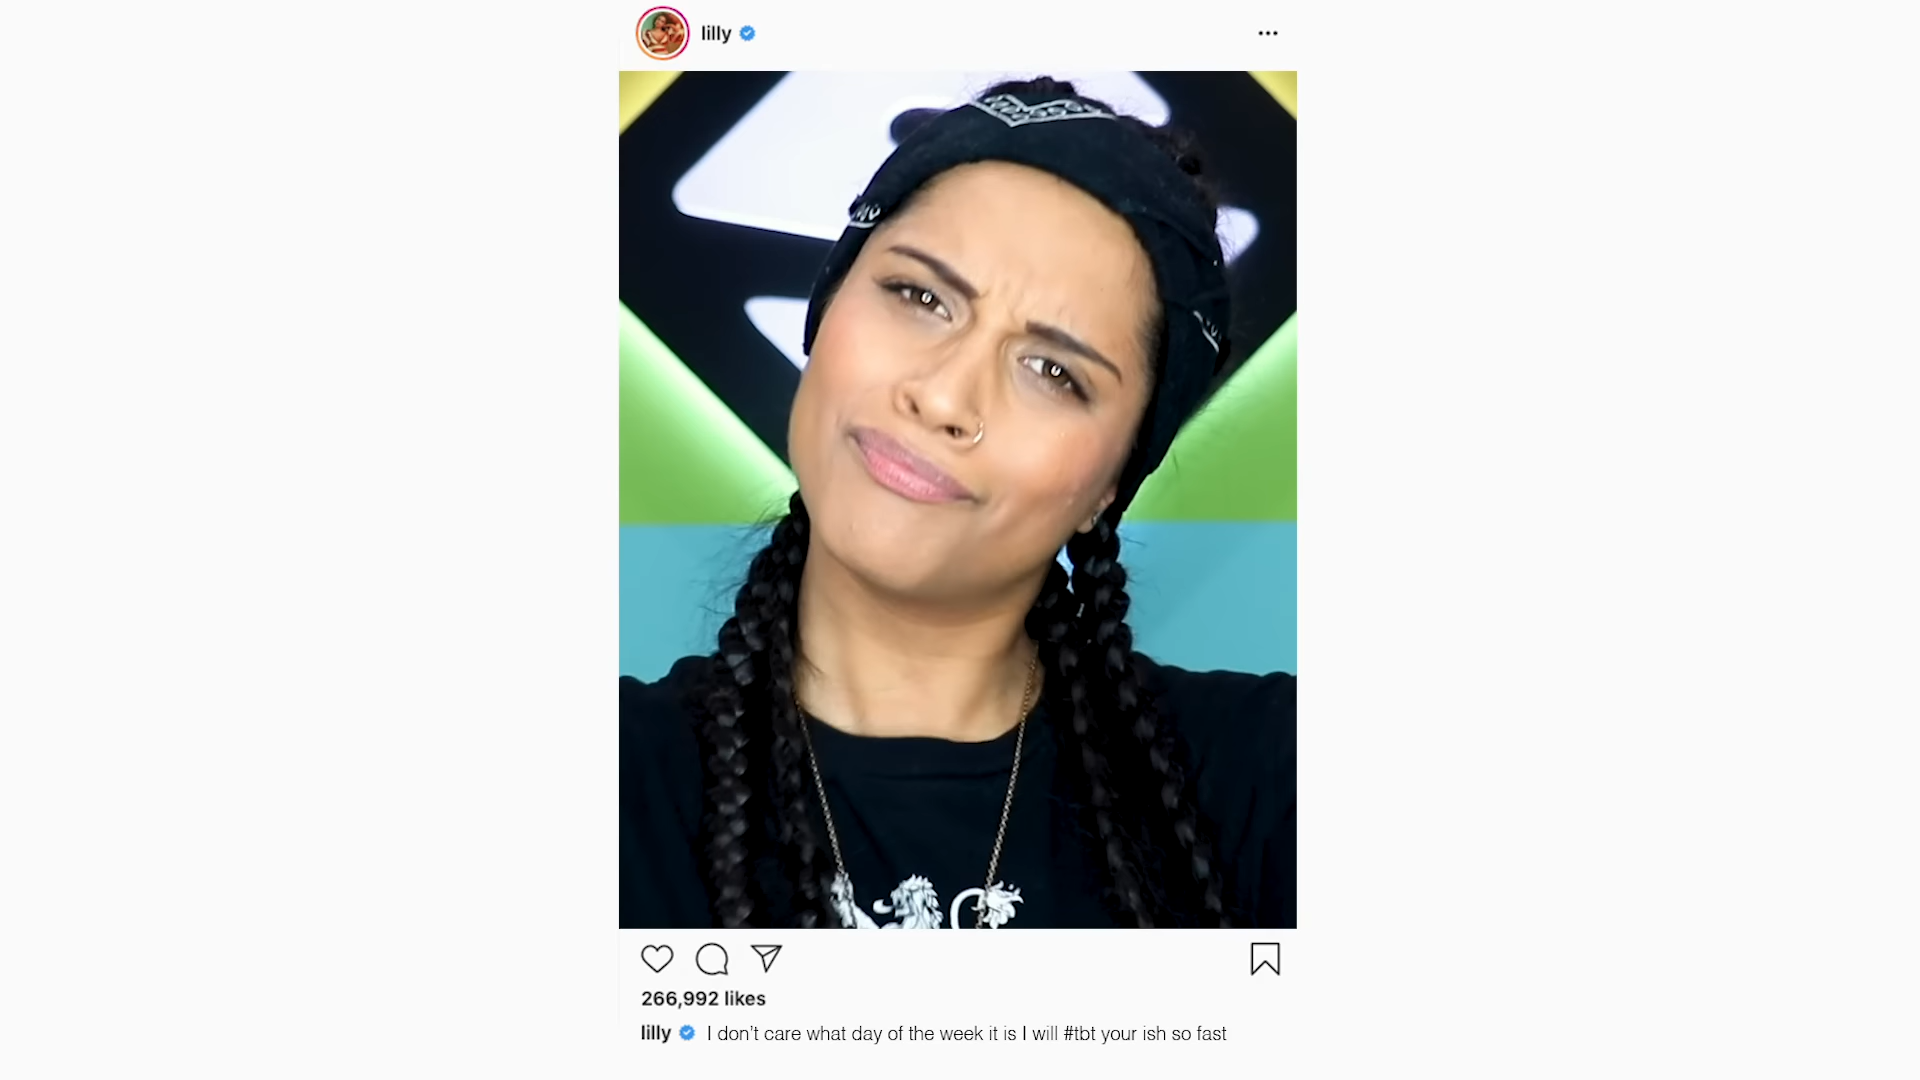 lilly
266,992 likes
lilly I don't care what day of the week it is I will #tbt your ish so fast